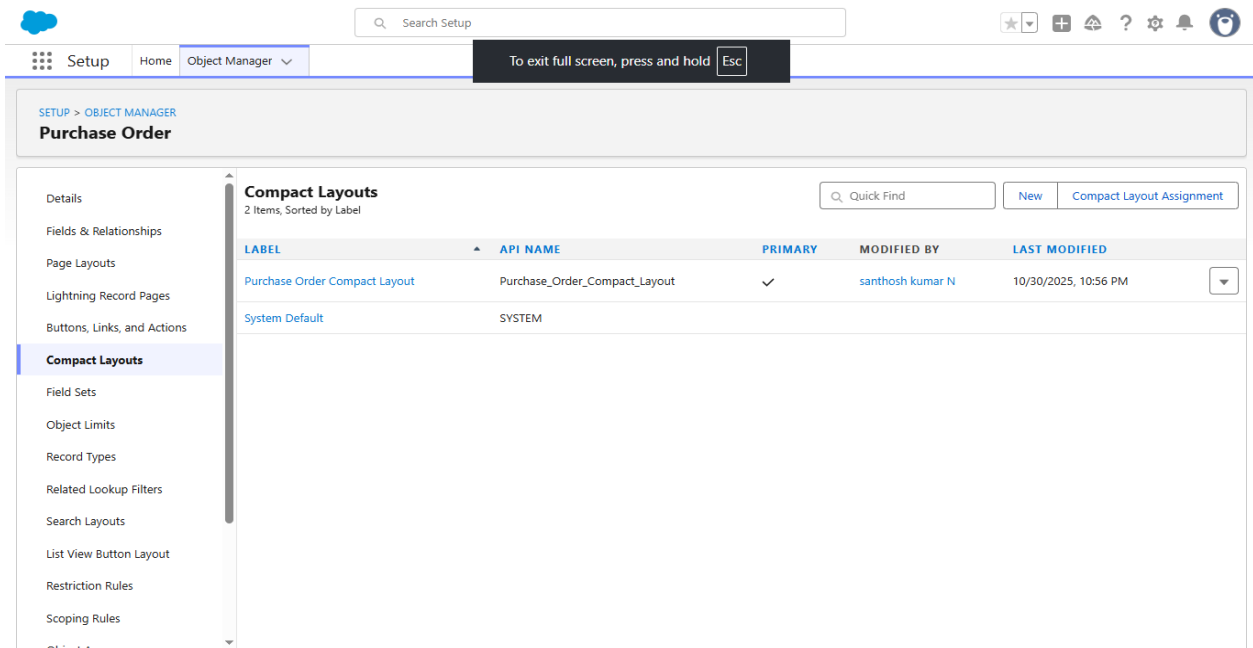 Search Setup
Setup
Home
Object Manager
To exit full screen, press and hold Esc
SETUP > OBJECT MANAGER
Purchase Order
Details
Fields & Relationships
Page Layouts
Lightning Record Pages
Buttons, Links, and Actions
Compact Layouts
Field Sets
Object Limits
Record Types
Related Lookup Filters
Search Layouts
List View Button Layout
Restriction Rules
Scoping Rules
Compact Layouts
2 Items, Sorted by Label
Quick Find
New
Compact Layout Assignment
LABEL API NAME PRIMARY MODIFIED BY LAST MODIFIED
Purchase Order Compact Layout Purchase_Order_Compact_Layout santhosh kumar N 10/30/2025, 10:56 PM
System Default SYSTEM